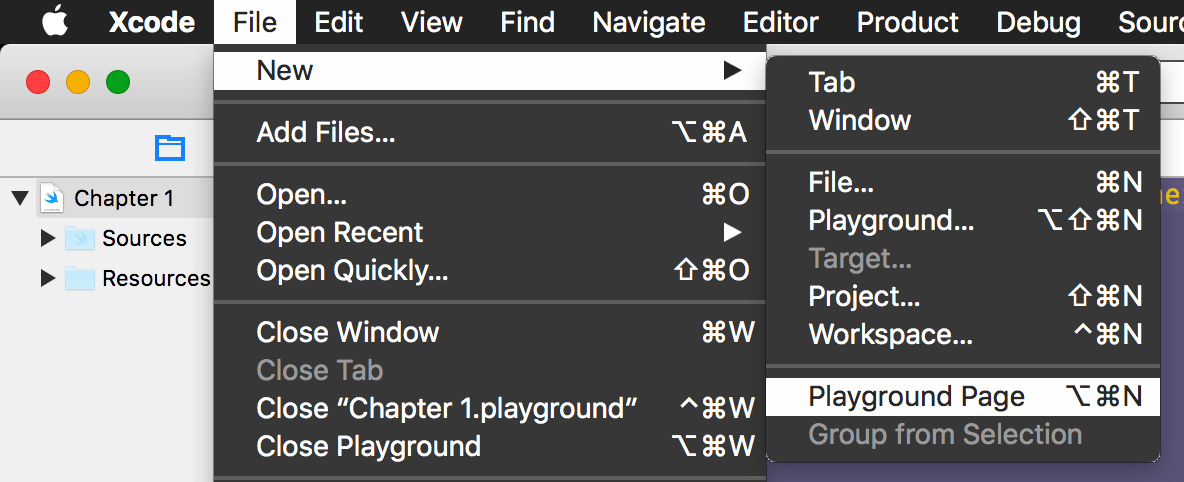 Xcode File Edit View Find Navigate Editor Product Debug
New ▶
Add Files... ⌥⌘A
Open... ⌘O
Open Recent ▶
Open Quickly... ⇧⌘O
Close Window ⌘W
Close Tab
Close “Chapter 1.playground” ^⌘W
Close Playground ⌥⌘W
Tab ⌘T
Window ⇧⌘T
File... ⌘N
Playground... ⌥⇧⌘N
Target...
Project... ⇧⌘N
Workspace... ^⌘N
Playground Page ⌥⌘N
Group from Selection
Chapter 1
Sources
Resources